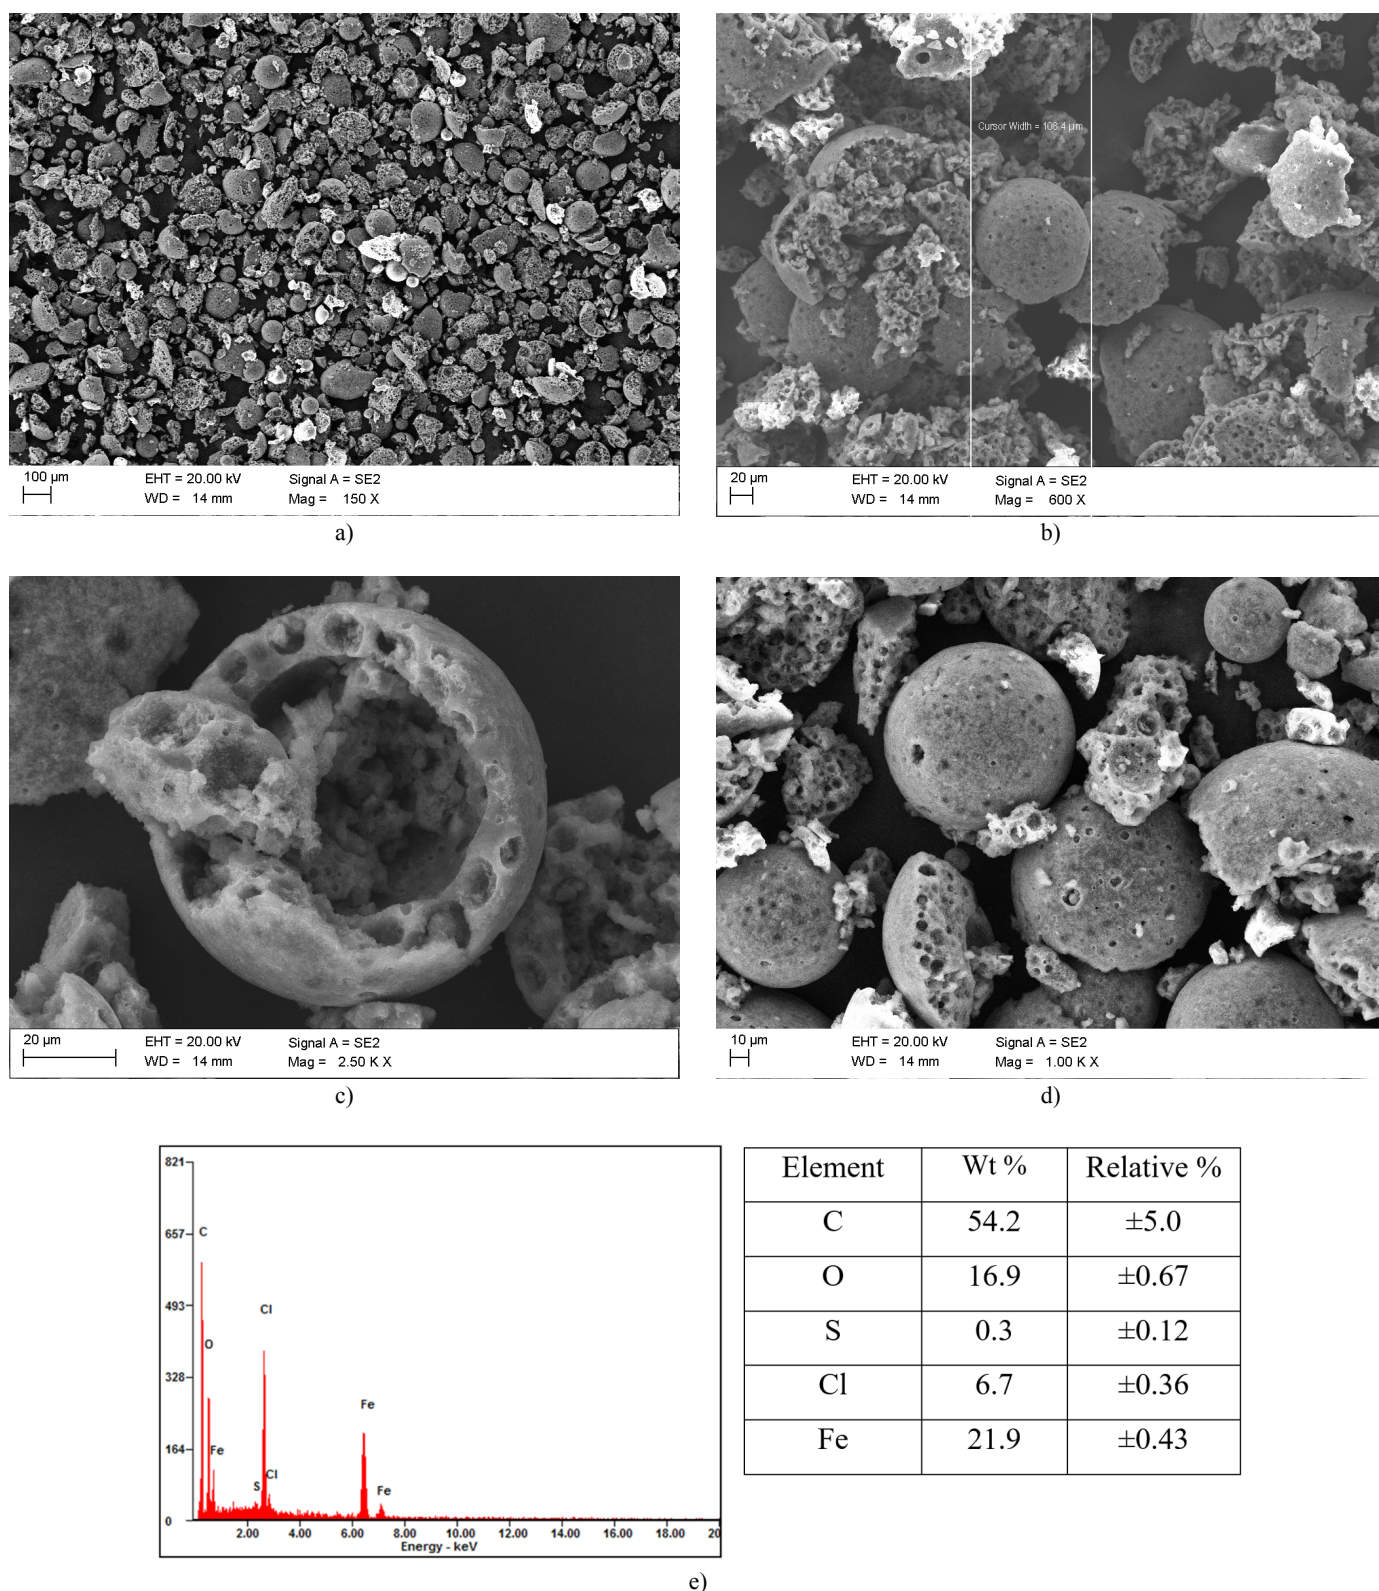 Cursor Width = 108.4 µm
100 µm
EHT = 20.00 kV
Signal A = SE2
WD = 14 mm
Mag = 150 X
20 µm
EHT = 20.00 kV
Signal A = SE2
WD = 14 mm
Mag = 600 X
a)
b)
20 µm
EHT = 20.00 kV
Signal A = SE2
WD = 14 mm
Mag = 2.50 K X
10 µm
EHT = 20.00 kV
Signal A = SE2
WD = 14 mm
Mag = 1.00 K X
c)
d)
821
657
493
328
164
0
C
O
Fe
S
Cl
Cl
Fe
Fe
2.00 4.00 6.00 8.00 10.00 12.00 14.00 16.00 18.00 20
Energy - keV
Element Wt % Relative %
C 54.2 ±5.0
O 16.9 ±0.67
S 0.3 ±0.12
Cl 6.7 ±0.36
Fe 21.9 ±0.43
e)